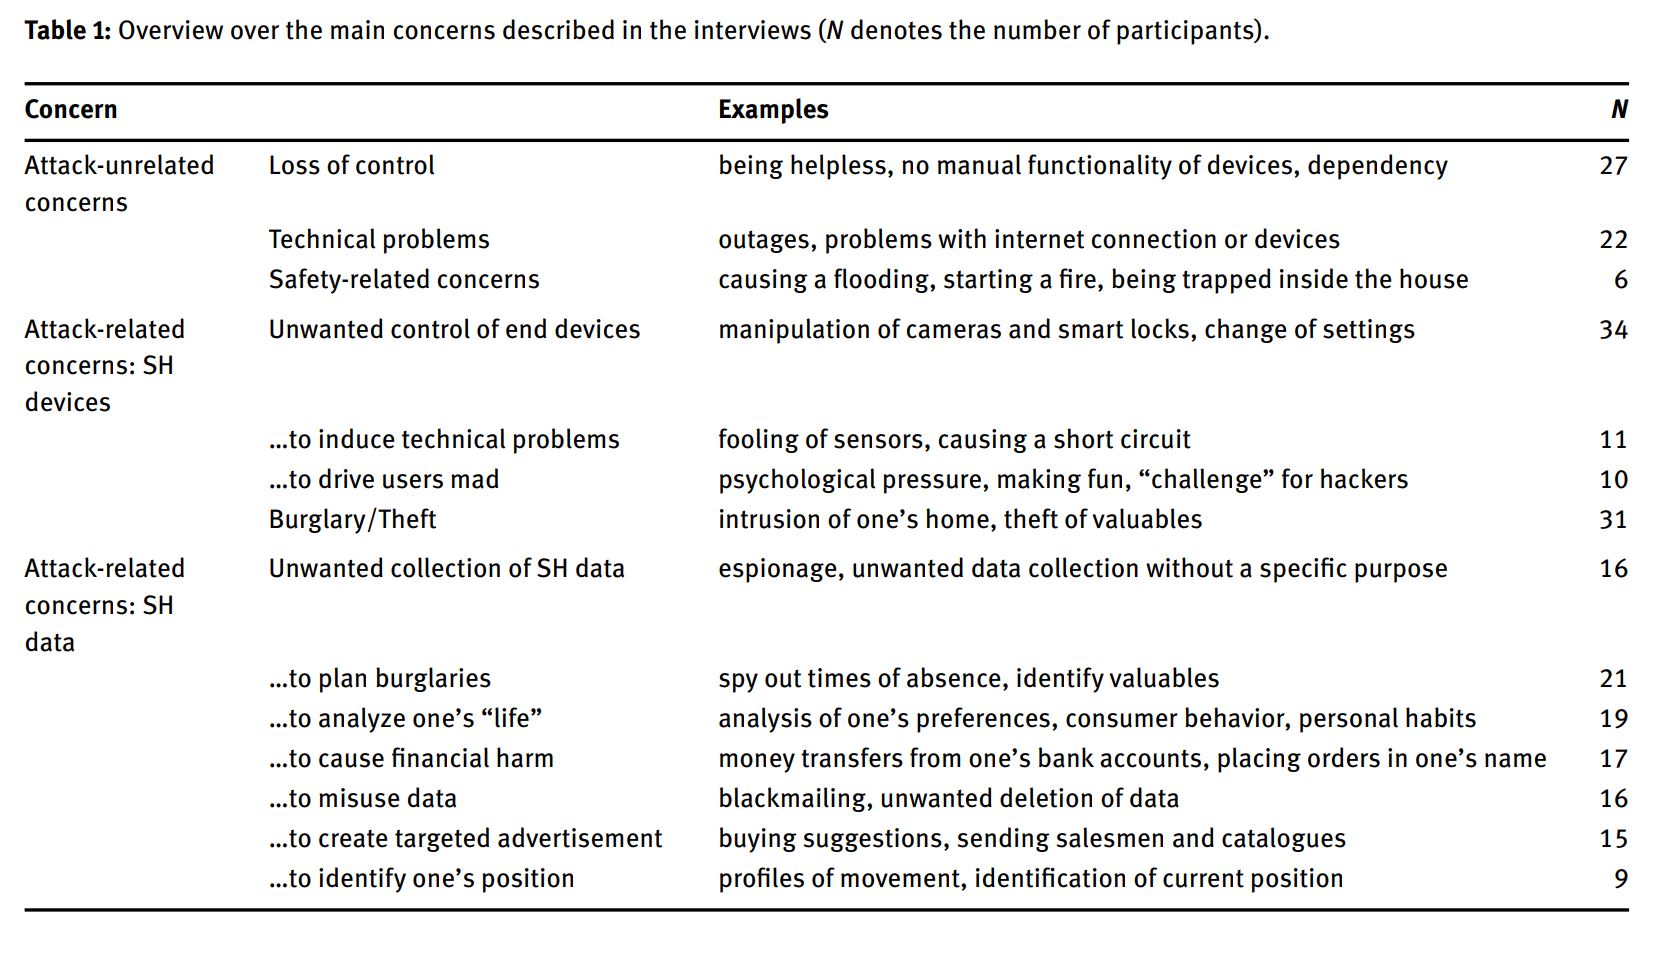 Table 1: Overview over the main concerns described in the interviews (N denotes the number of participants).
Concern Examples N
Attack-unrelated Loss of control being helpless, no manual functionality of devices, dependency 27
concerns
Technical problems outages, problems with internet connection or devices 22
Safety-related concerns causing a flooding, starting a fire, being trapped inside the house 6
Attack-related Unwanted control of end devices manipulation of cameras and smart locks, change of settings 34
concerns: SH
devices
...to induce technical problems fooling of sensors, causing a short circuit 11
...to drive users mad psychological pressure, making fun, “challenge” for hackers 10
Burglary/Theft intrusion of one’s home, theft of valuables 31
Attack-related Unwanted collection of SH data espionage, unwanted data collection without a specific purpose 16
concerns: SH
data
...to plan burglaries spy out times of absence, identify valuables 21
...to analyze one’s “life” analysis of one’s preferences, consumer behavior, personal habits 19
...to cause financial harm money transfers from one’s bank accounts, placing orders in one’s name 17
...to misuse data blackmailing, unwanted deletion of data 16
...to create targeted advertisement buying suggestions, sending salesmen and catalogues 15
...to identify one’s position profiles of movement, identification of current position 9